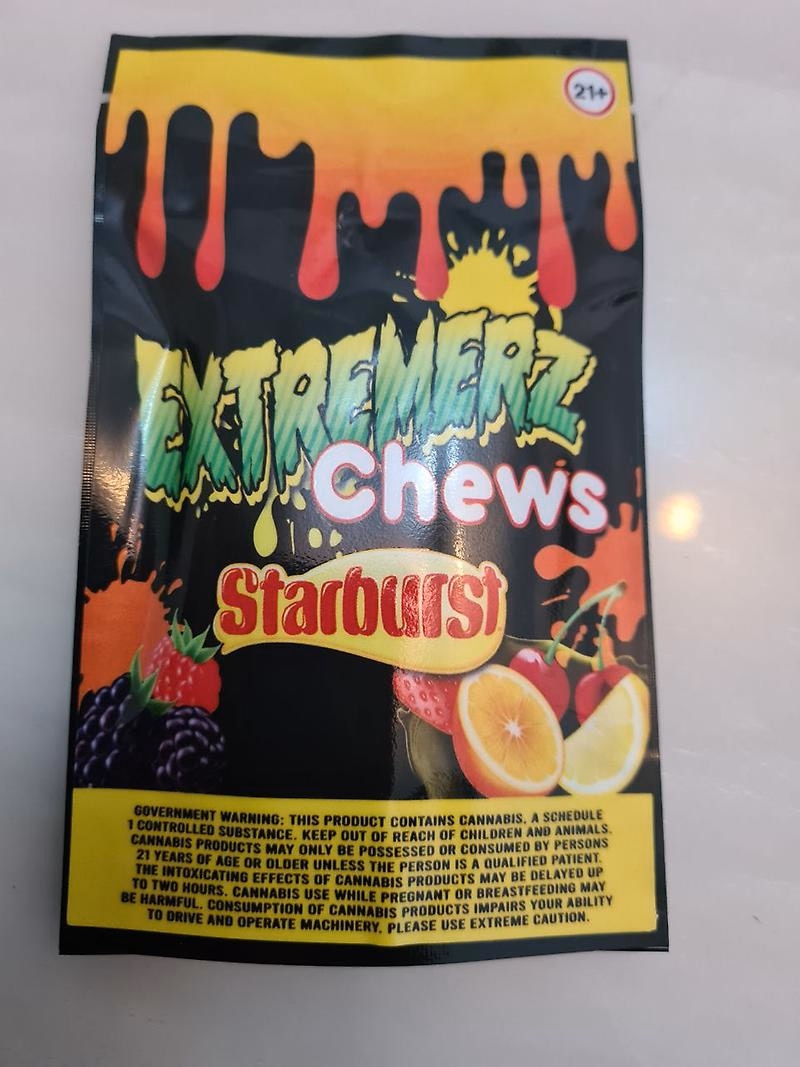 21+
EXTREMERZ
Chews
Starburst
GOVERNMENT WARNING: THIS PRODUCT CONTAINS CANNABIS, A SCHEDULE
1 CONTROLLED SUBSTANCE. KEEP OUT OF REACH OF CHILDREN AND ANIMALS.
CANNABIS PRODUCTS MAY ONLY BE POSSESSED OR CONSUMED BY PERSONS
21 YEARS OF AGE OR OLDER UNLESS THE PERSON IS A QUALIFIED PATIENT.
THE INTOXICATING EFFECTS OF CANNABIS PRODUCTS MAY BE DELAYED UP
TO TWO HOURS. CANNABIS USE WHILE PREGNANT OR BREASTFEEDING MAY
BE HARMFUL. CONSUMPTION OF CANNABIS PRODUCTS IMPAIRS YOUR ABILITY
TO DRIVE AND OPERATE MACHINERY. PLEASE USE EXTREME CAUTION.